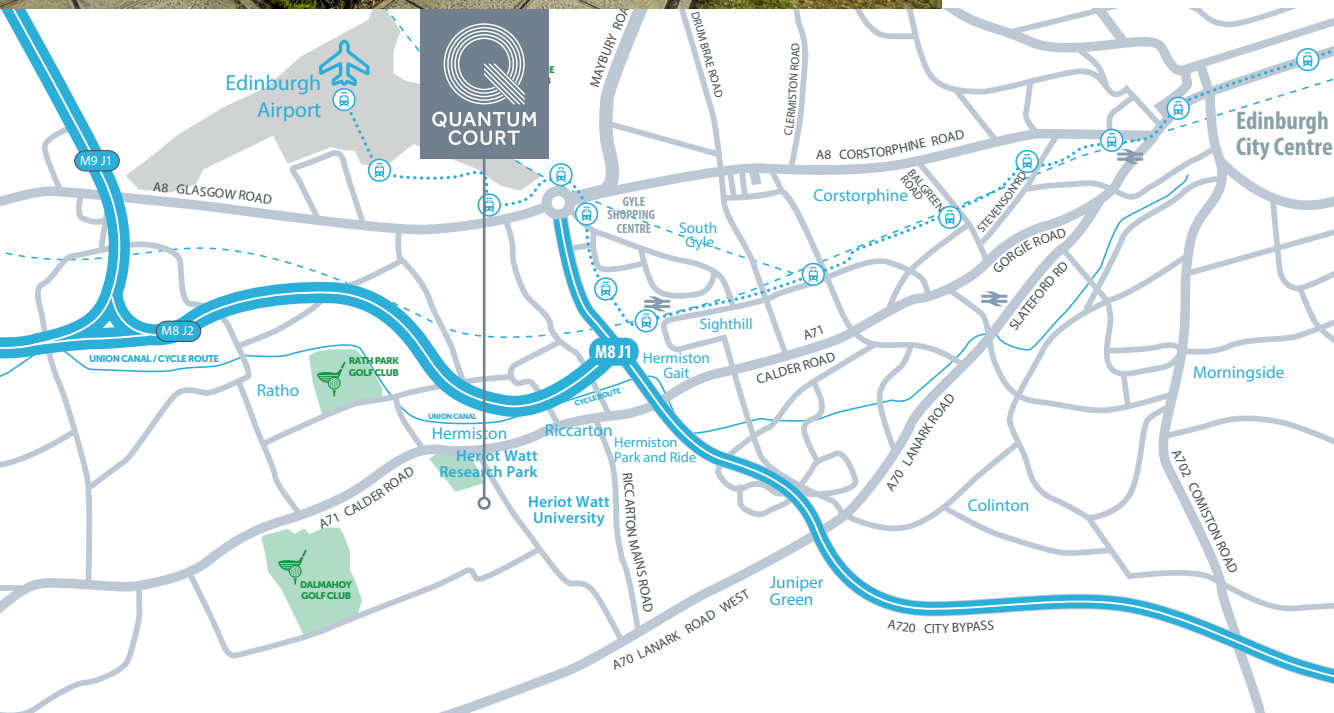 MAYBURY
DRUM BRAE ROAD
CLERMISTON ROAD
Edinburgh
Airport
QUANTUM
COURT
M9 J1
A8 GLASGOW ROAD
A8 CORSTORPHINE ROAD
Edinburgh
City Centre
Corstorphine
BALGREEN
ROAD
STEVENSON RD
GYLE
SHOPPING
CENTRE
South
Gyle
GORGIE ROAD
SLATEFORD RD
M8 J2
UNION CANAL / CYCLE ROUTE
Sighthill
A71
M8 J1
Hermiston
Gait
CALDER ROAD
RATH PARK
GOLF CLUB
Ratho
Morningside
CYCLE ROUTE
UNION CANAL
Hermiston
Riccarton
Hermiston
Park and Ride
A70 LANARK ROAD
Heriot Watt
Research Park
A71 CALDER ROAD
RICCARTON MAINS ROAD
Heriot Watt
University
A702 COMISTON ROAD
Colinton
DALMAHOY
GOLF CLUB
Juniper
Green
A70 LANARK ROAD WEST
A720 CITY BYPASS